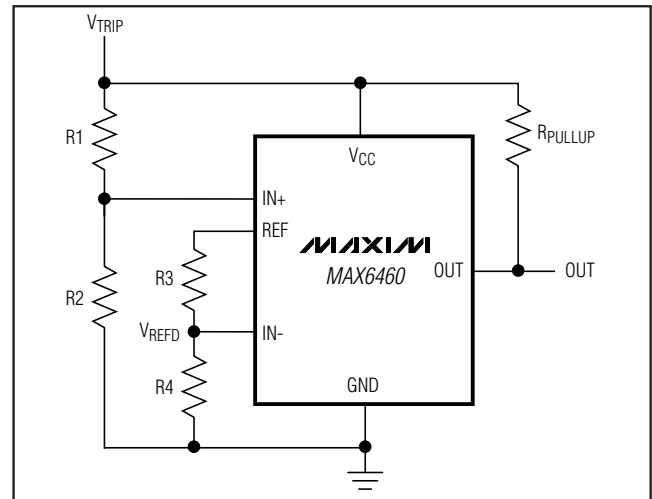 VTRIP
R1
RPULLUP
VCC
IN+
REF
MAXIM
MAX6460
OUT
OUT
R3
R2
VREFD
IN-
R4
GND